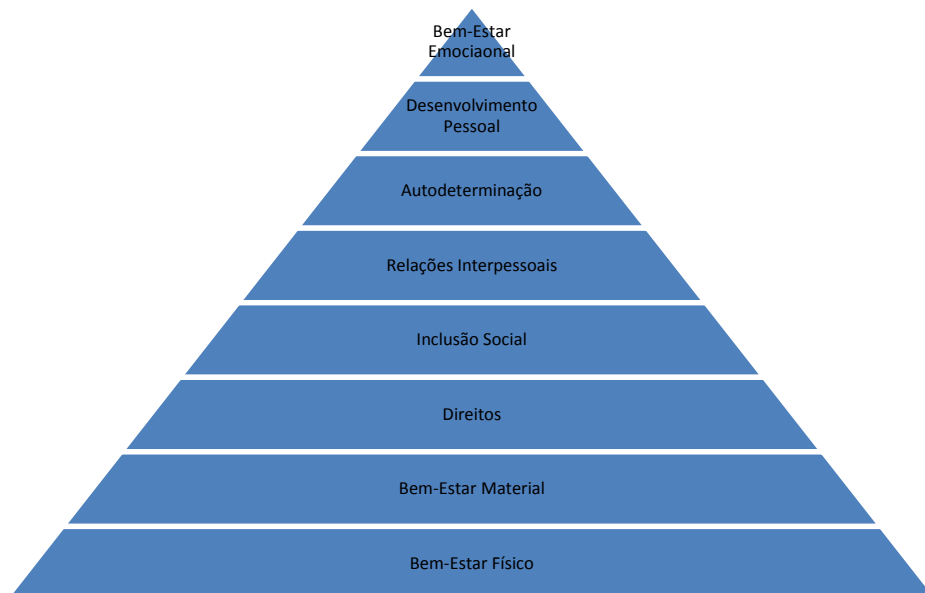 Bem-Estar
Emociaonal
Desenvolvimento
Pessoal
Autodeterminação
Relações Interpessoais
Inclusão Social
Direitos
Bem-Estar Material
Bem-Estar Físico